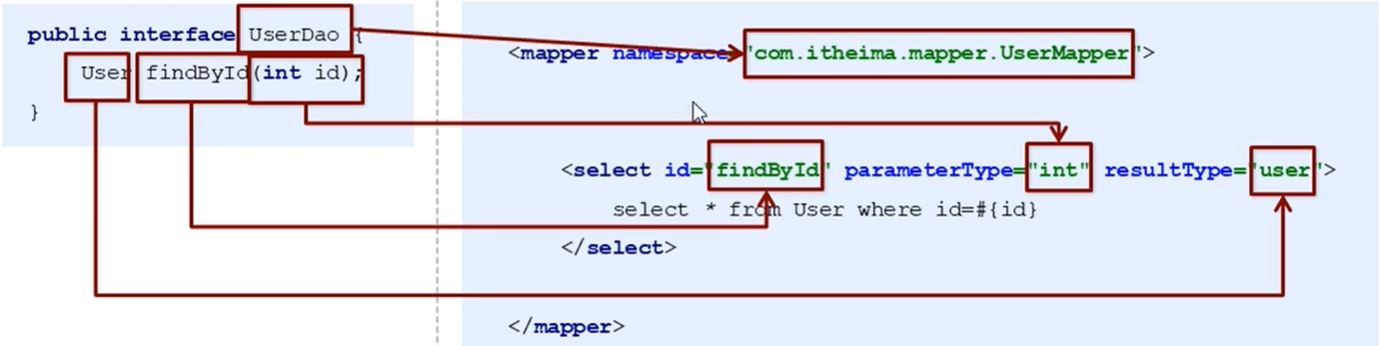 public interface UserDao {
User findById(int id);
}
<mapper namespace="com.itheima.mapper.UserMapper">
<select id="findById" parameterType="int" resultType="user">
select * from User where id=#{id}
</select>
</mapper>